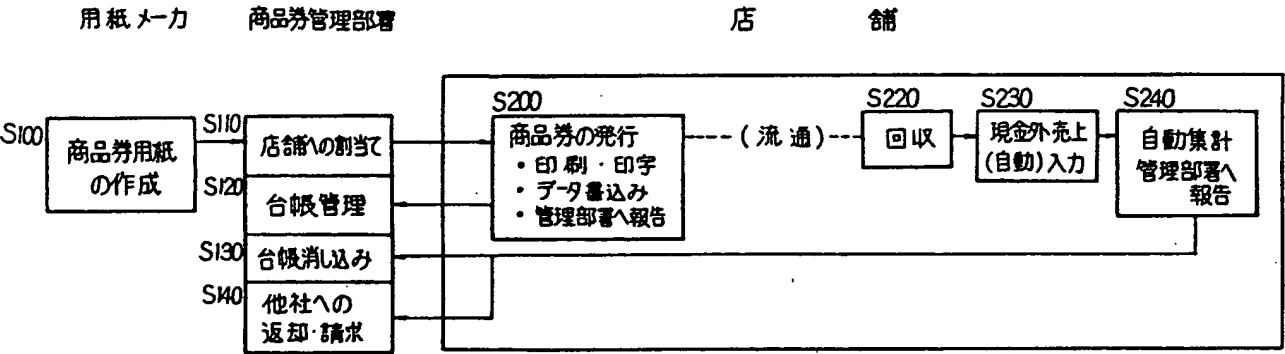 用紙メーカ 商品券管理部署 店舗
S100
商品券用紙
の作成
S110
店舗への割当て
S120
台帳管理
S130
台帳消し込み
S140
他社への
返却・請求
S200
商品券の発行
・印刷・印字
・データ書込み
・管理部署へ報告
(流通)
S220
回収
S230
現金外売上
(自動)入力
S240
自動集計
管理部署へ
報告